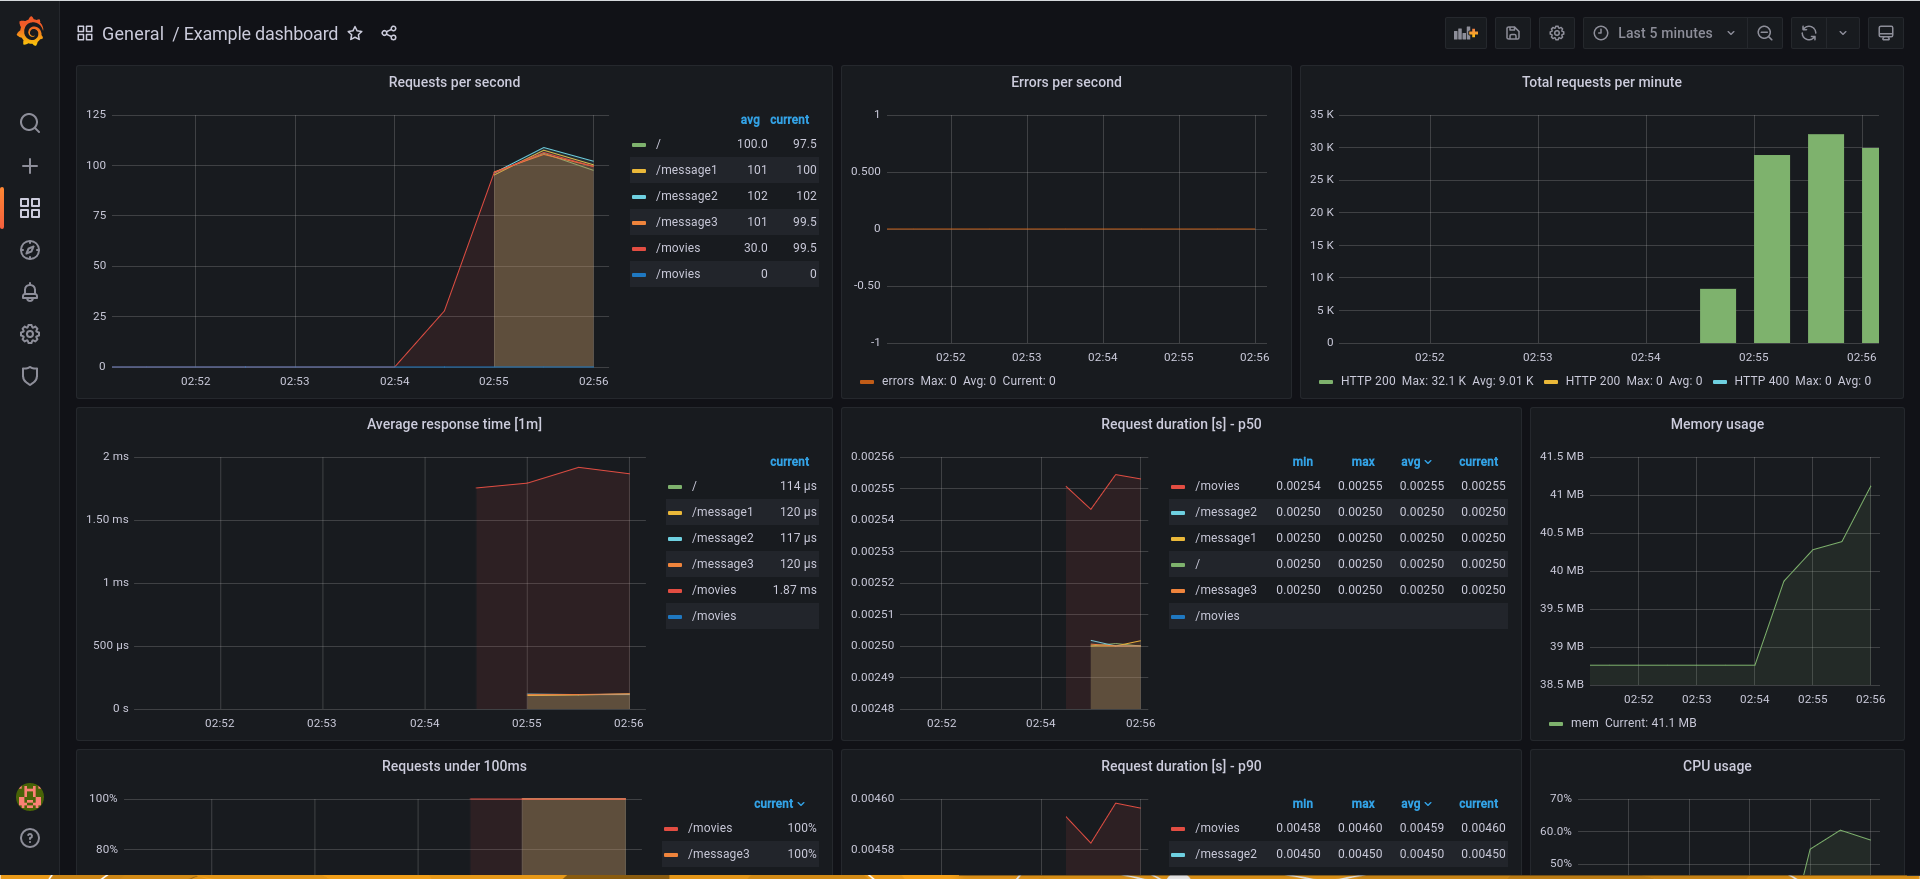 General / Example dashboard
Last 5 minutes
Requests per second
125
100
75
50
25
0
02:52 02:53 02:54 02:55 02:56
avg current
/ 100.0 97.5
/message1 101 100
/message2 102 102
/message3 101 99.5
/movies 30.0 99.5
/movies 0 0
Errors per second
1
0.500
0
-0.50
-1
02:52 02:53 02:54 02:55 02:56
errors Max: 0 Avg: 0 Current: 0
Total requests per minute
35 K
30 K
25 K
20 K
15 K
10 K
5 K
0
02:52 02:53 02:54 02:55 02:56
HTTP 200 Max: 32.1 K Avg: 9.01 K HTTP 200 Max: 0 Avg: 0 HTTP 400 Max: 0 Avg: 0
Average response time [1m]
2 ms
1.50 ms
1 ms
500 µs
0 s
02:52 02:53 02:54 02:55 02:56
current
/ 114 µs
/message1 120 µs
/message2 117 µs
/message3 120 µs
/movies 1.87 ms
/movies
Request duration [s] - p50
0.00256
0.00255
0.00254
0.00253
0.00252
0.00251
0.00250
0.00249
0.00248
02:52 02:54 02:56
min max avg current
/movies 0.00254 0.00255 0.00255 0.00255
/message2 0.00250 0.00250 0.00250 0.00250
/message1 0.00250 0.00250 0.00250 0.00250
/ 0.00250 0.00250 0.00250 0.00250
/message3 0.00250 0.00250 0.00250 0.00250
/movies
Memory usage
41.5 MB
41 MB
40.5 MB
40 MB
39.5 MB
39 MB
38.5 MB
02:52 02:53 02:54 02:55 02:56
mem Current: 41.1 MB
Requests under 100ms
100%
80%
current
/movies 100%
/message3 100%
Request duration [s] - p90
0.00460
0.00458
min max avg current
/movies 0.00458 0.00460 0.00459 0.00460
/message2 0.00450 0.00450 0.00450 0.00450
CPU usage
70%
60.0%
50%